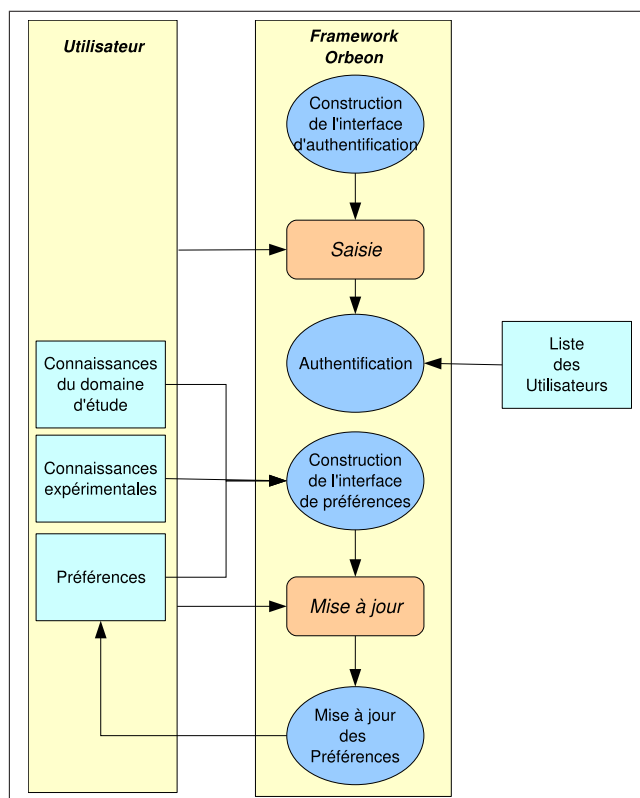 Utilisateur
Framework
Orbeon
Construction
de l'interface
d'authentification
Saisie
Authentification
Liste
des
Utilisateurs
Connaissances
du domaine
d'étude
Connaissances
expérimentales
Construction
de l'interface
de préférences
Préférences
Mise à jour
Mise à jour
des
Préférences